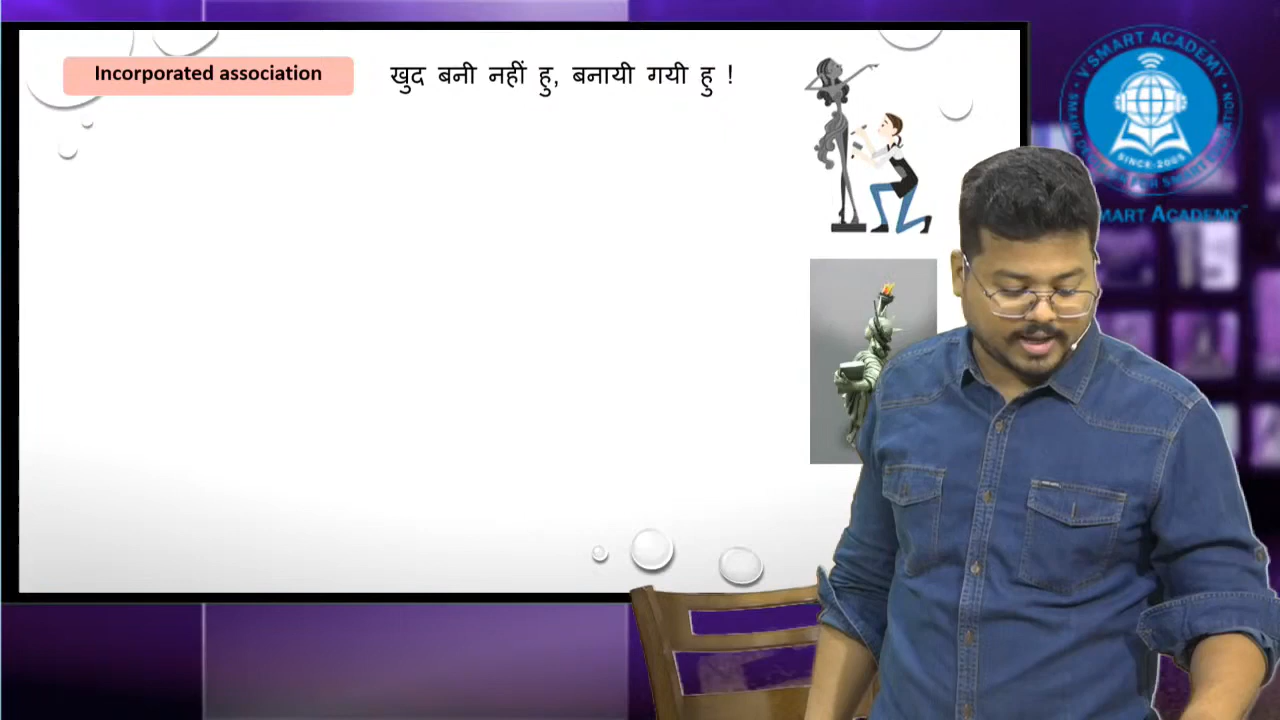 Incorporated association
खुद बनी नहीं हु, बनायी गयी हु !
V'SMART ACADEMY
SINCE-2005
SMART ACADEMY